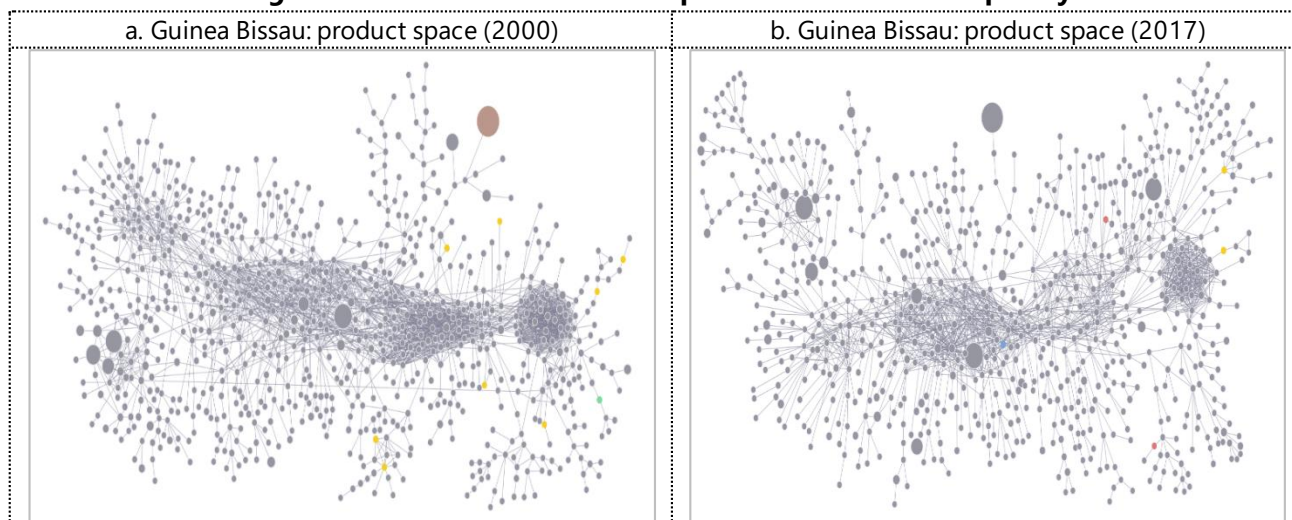 a. Guinea Bissau: product space (2000)
b. Guinea Bissau: product space (2017)